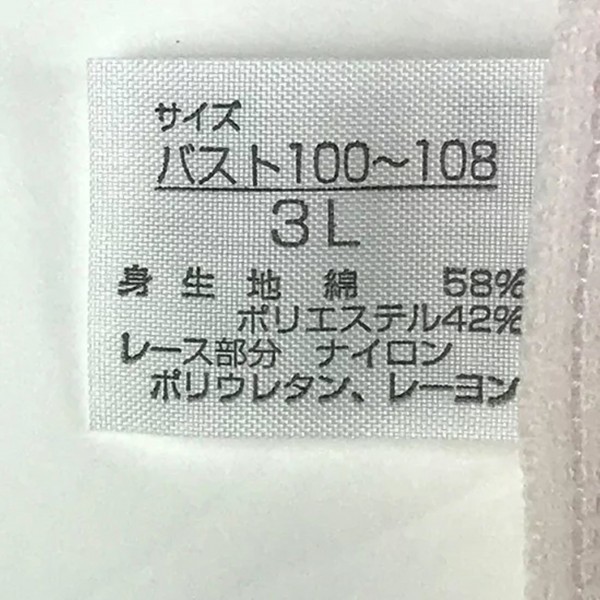 サイズ
バスト100～108
3L
身生地 綿 58%
ポリエステル42%
レース部分 ナイロン
ポリウレタン、レーヨン